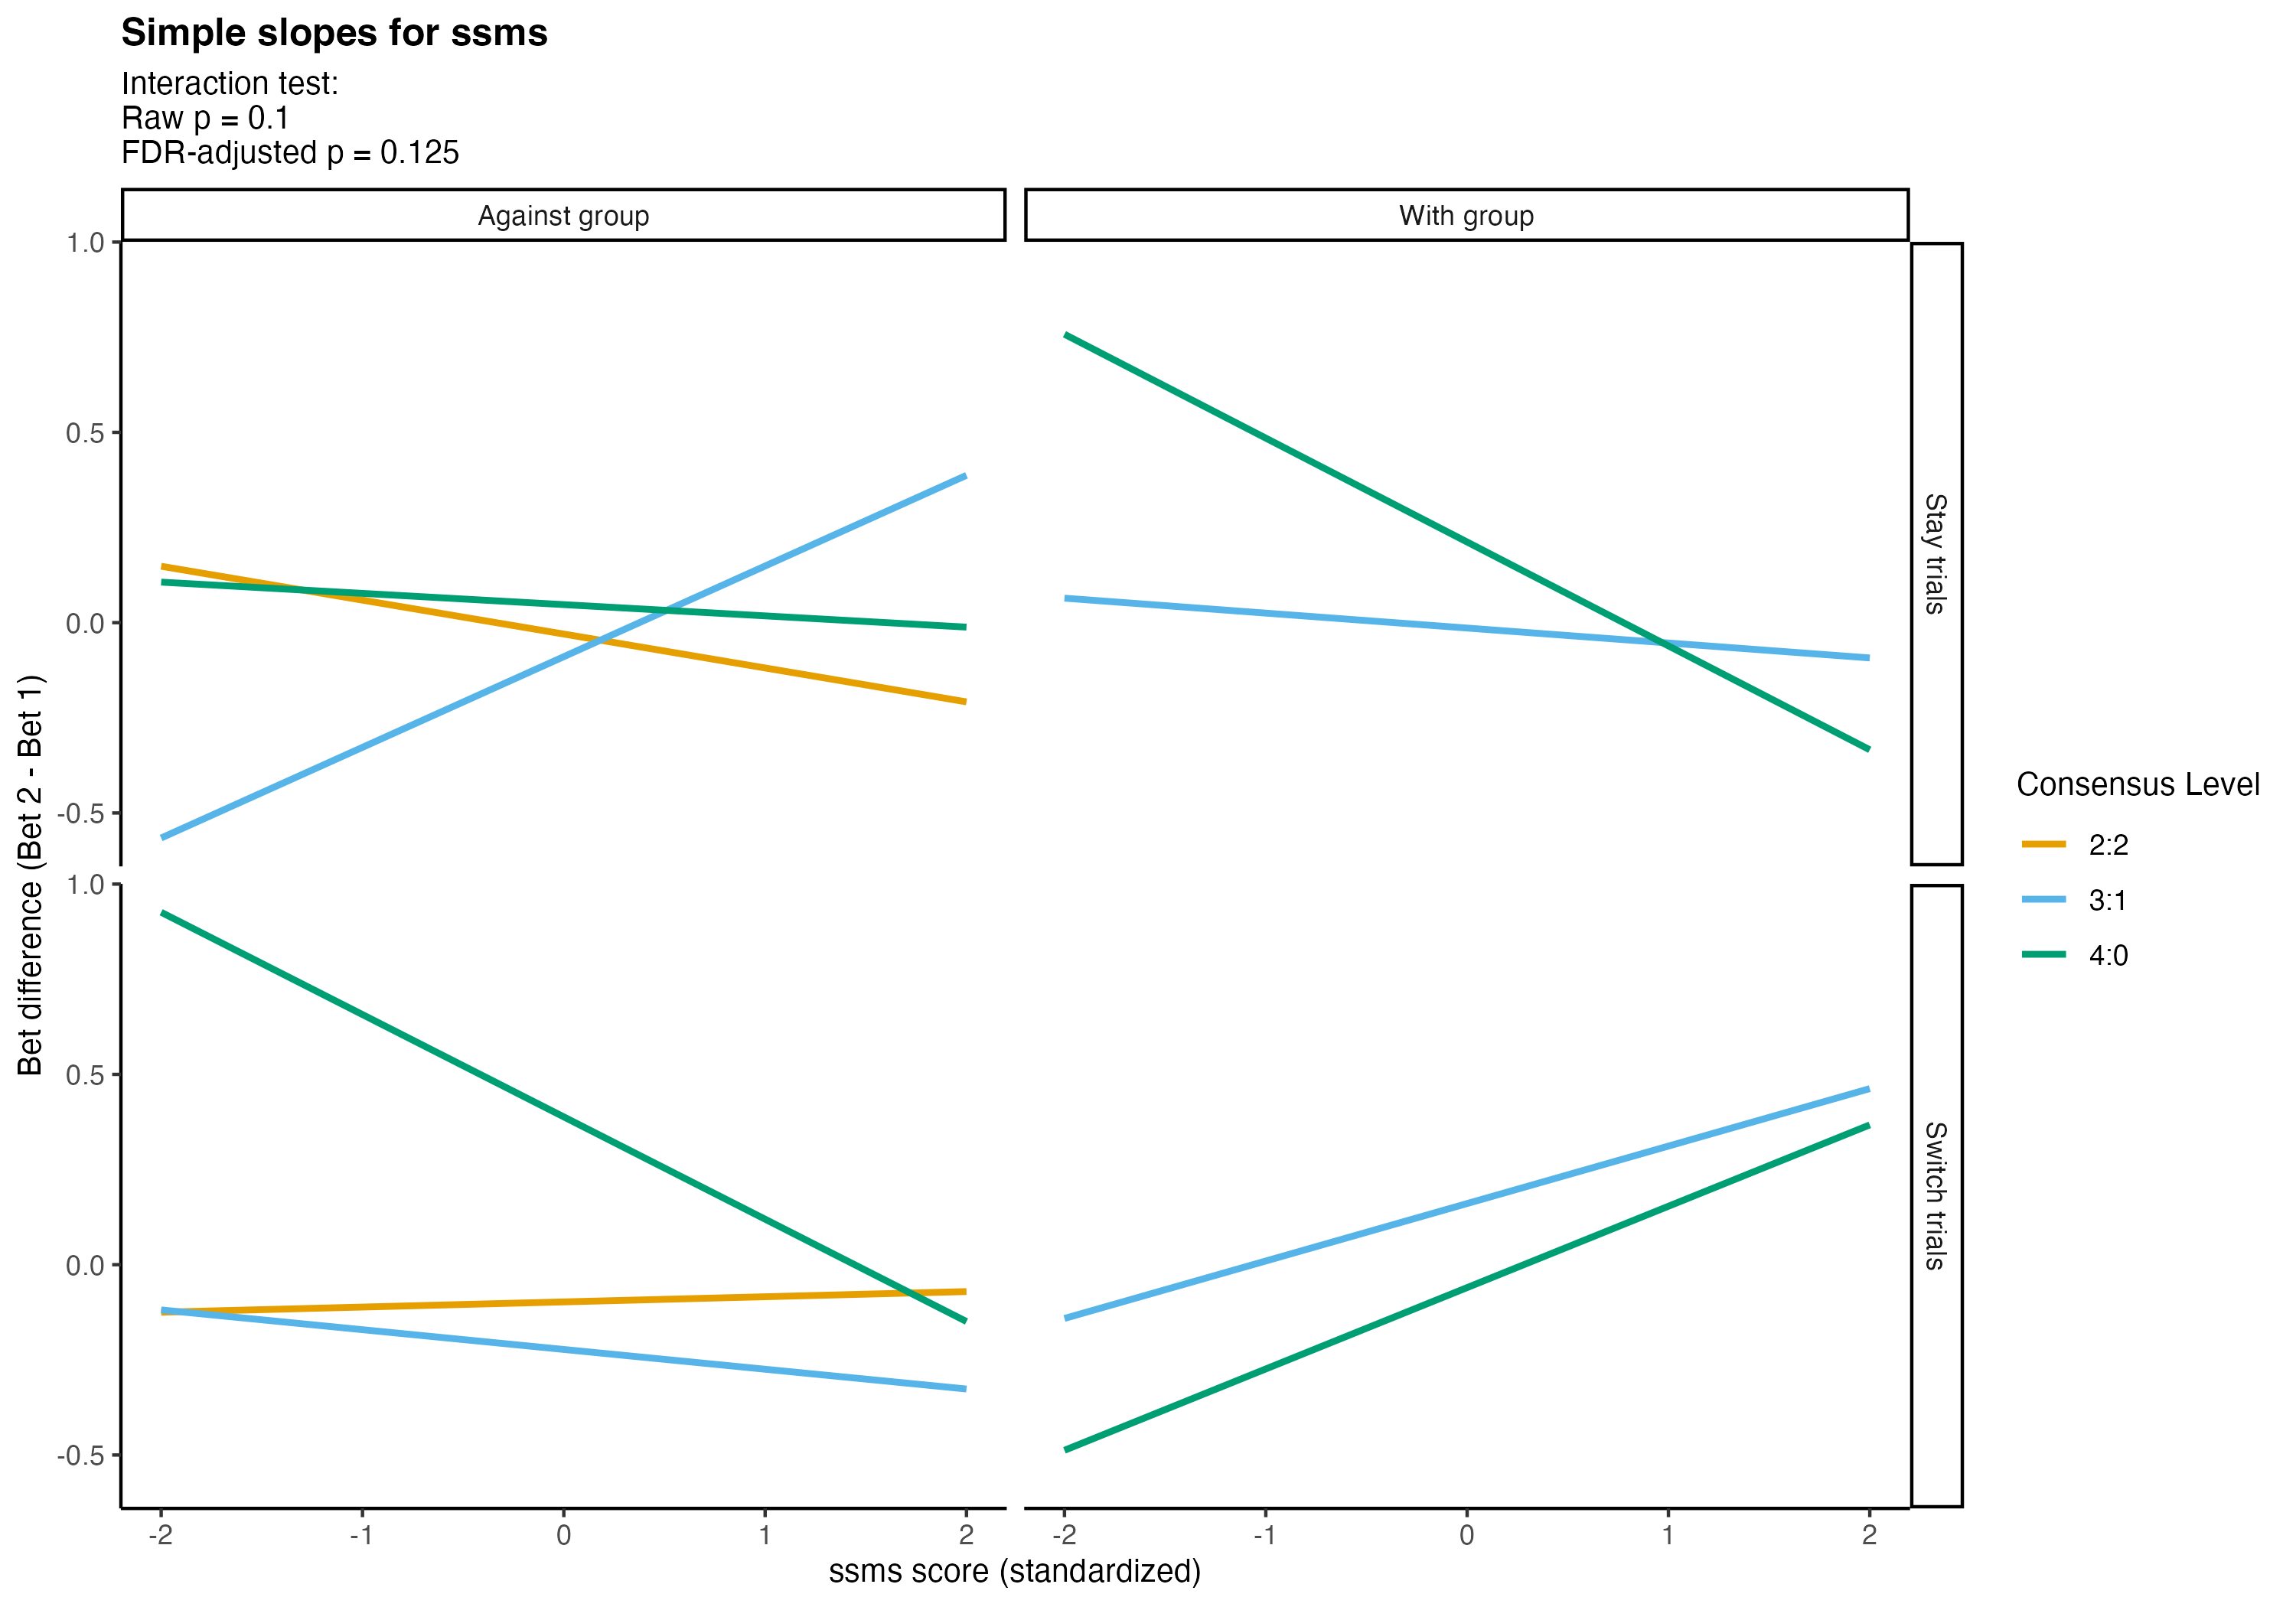 Simple slopes for ssms
Interaction test:
Raw p = 0.1
FDR-adjusted p = 0.125
Against group
With group
1.0
0.5
0.0
-0.5
Stay trials
1.0
0.5
0.0
-0.5
Switch trials
Bet difference (Bet 2 - Bet 1)
-2
-1
0
1
2
-2
-1
0
1
2
ssms score (standardized)
Consensus Level
2:2
3:1
4:0